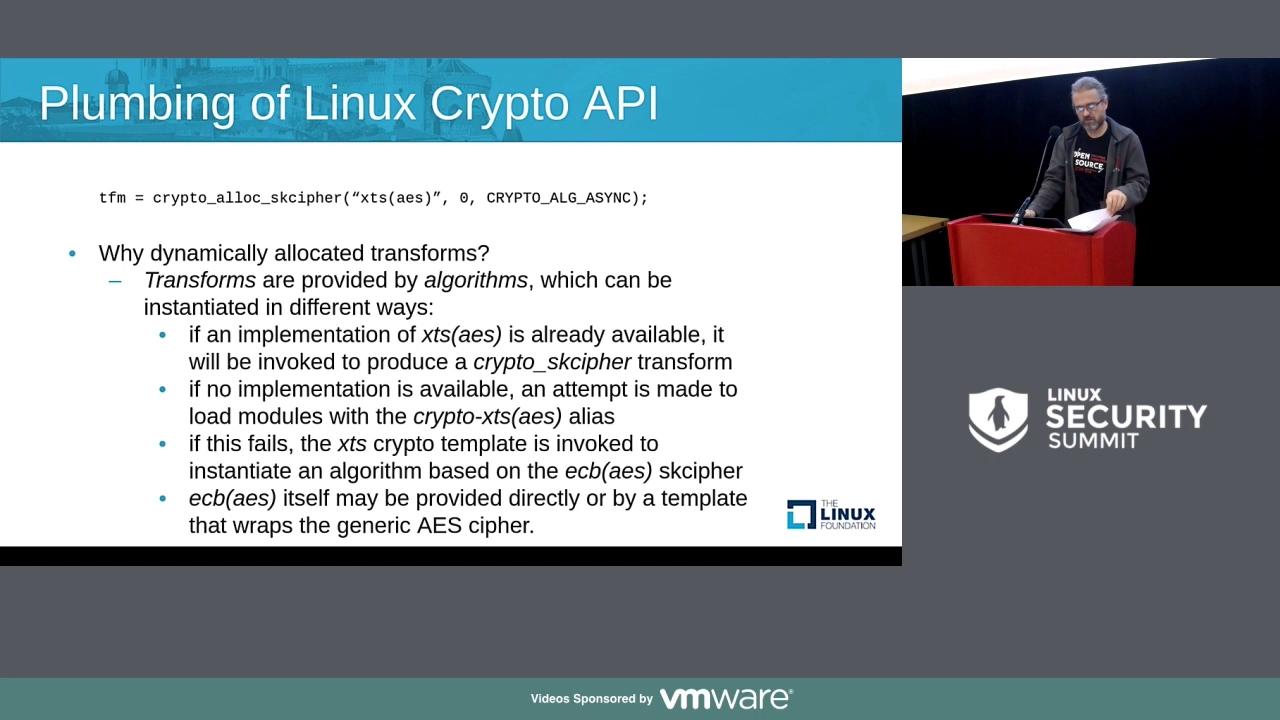 Plumbing of Linux Crypto API
tfm = crypto_alloc_skcipher(“xts(aes)”, 0, CRYPTO_ALG_ASYNC);
• Why dynamically allocated transforms?
– Transforms are provided by algorithms, which can be
instantiated in different ways:
• if an implementation of xts(aes) is already available, it
will be invoked to produce a crypto_skcipher transform
• if no implementation is available, an attempt is made to
load modules with the crypto-xts(aes) alias
• if this fails, the xts crypto template is invoked to
instantiate an algorithm based on the ecb(aes) skcipher
• ecb(aes) itself may be provided directly or by a template
that wraps the generic AES cipher.
THE
LINUX
FOUNDATION
OPEN
SOURCE
LINUX
SECURITY
SUMMIT
Videos Sponsored by vmware®